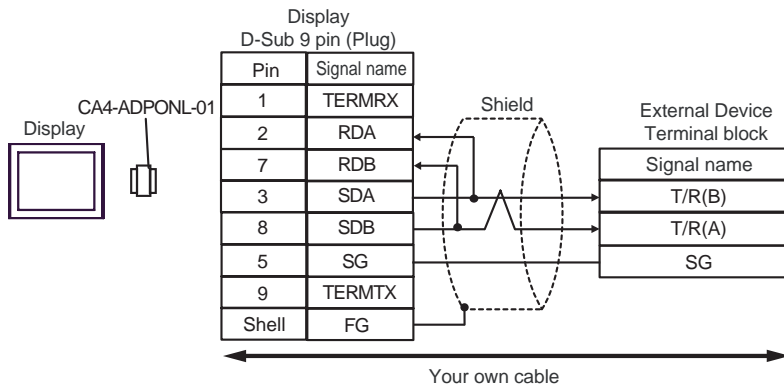 Display
D-Sub 9 pin (Plug)
Pin Signal name
1 TERMRX
2 RDA
7 RDB
3 SDA
8 SDB
5 SG
9 TERMTX
Shell FG
CA4-ADPONL-01
Display
Shield
External Device
Terminal block
Signal name
T/R(B)
T/R(A)
SG
Your own cable